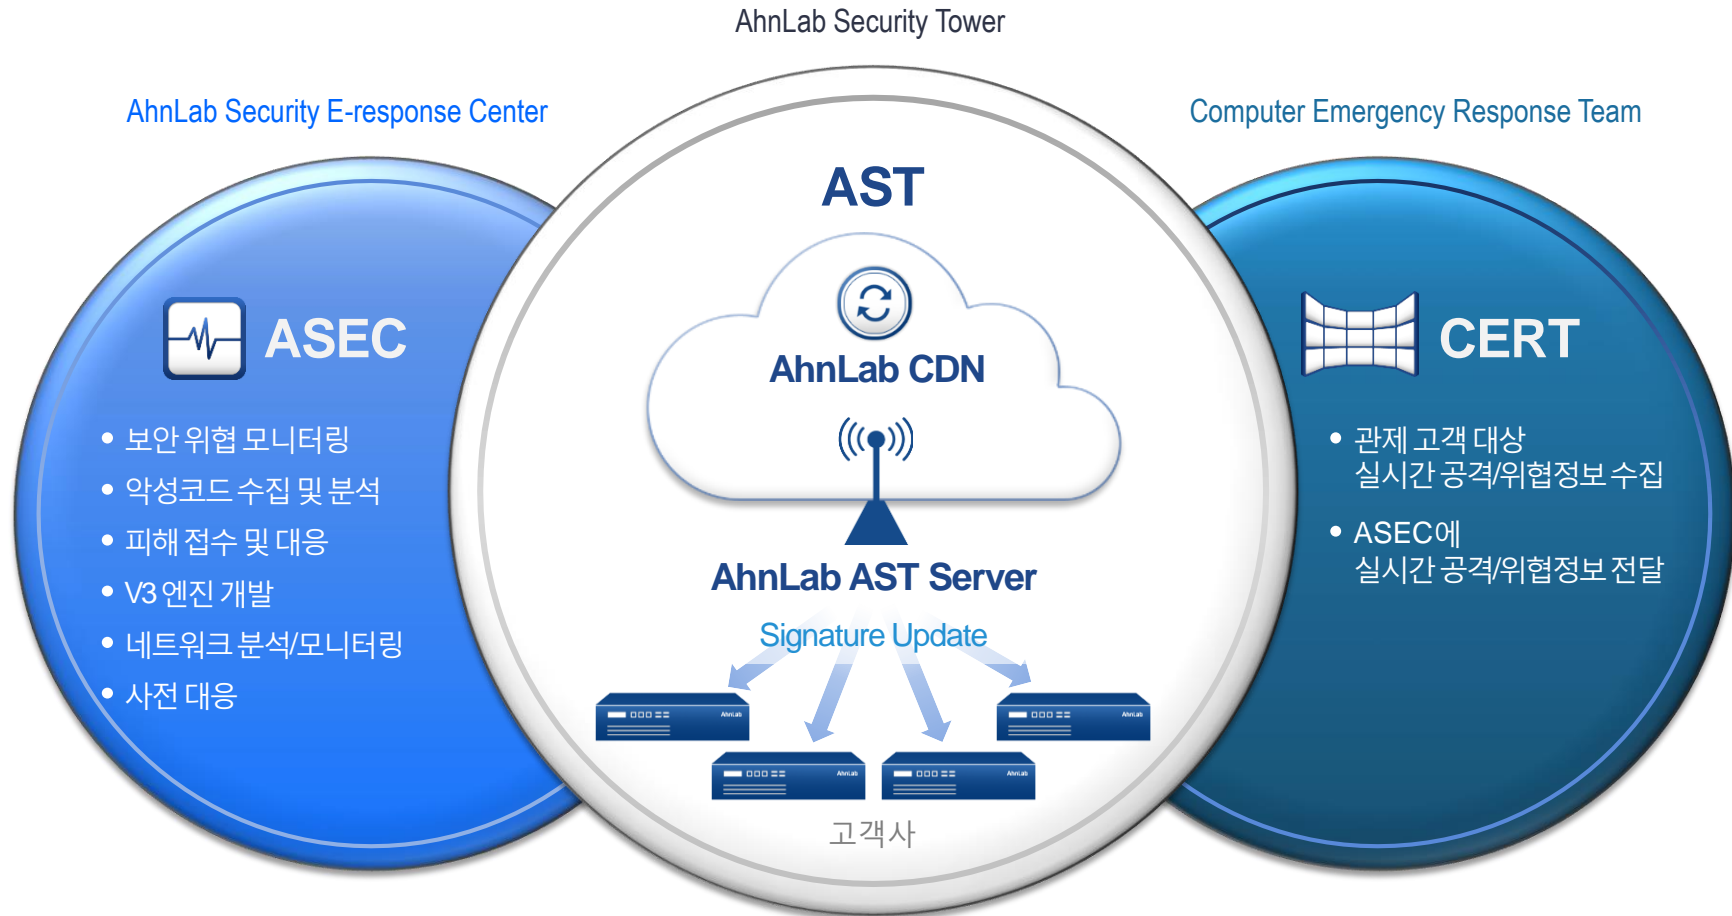 AhnLab Security Tower
AhnLab Security E-response Center
Computer Emergency Response Team
ASEC
• 보안 위협 모니터링
• 악성코드 수집 및 분석
• 피해 접수 및 대응
• V3 엔진 개발
• 네트워크 분석/모니터링
• 사전 대응
AST
AhnLab CDN
AhnLab AST Server
Signature Update
AhnLab
AhnLab
AhnLab
AhnLab
고객사
CERT
• 관제 고객 대상
실시간 공격/위협정보 수집
• ASEC에
실시간 공격/위협정보 전달